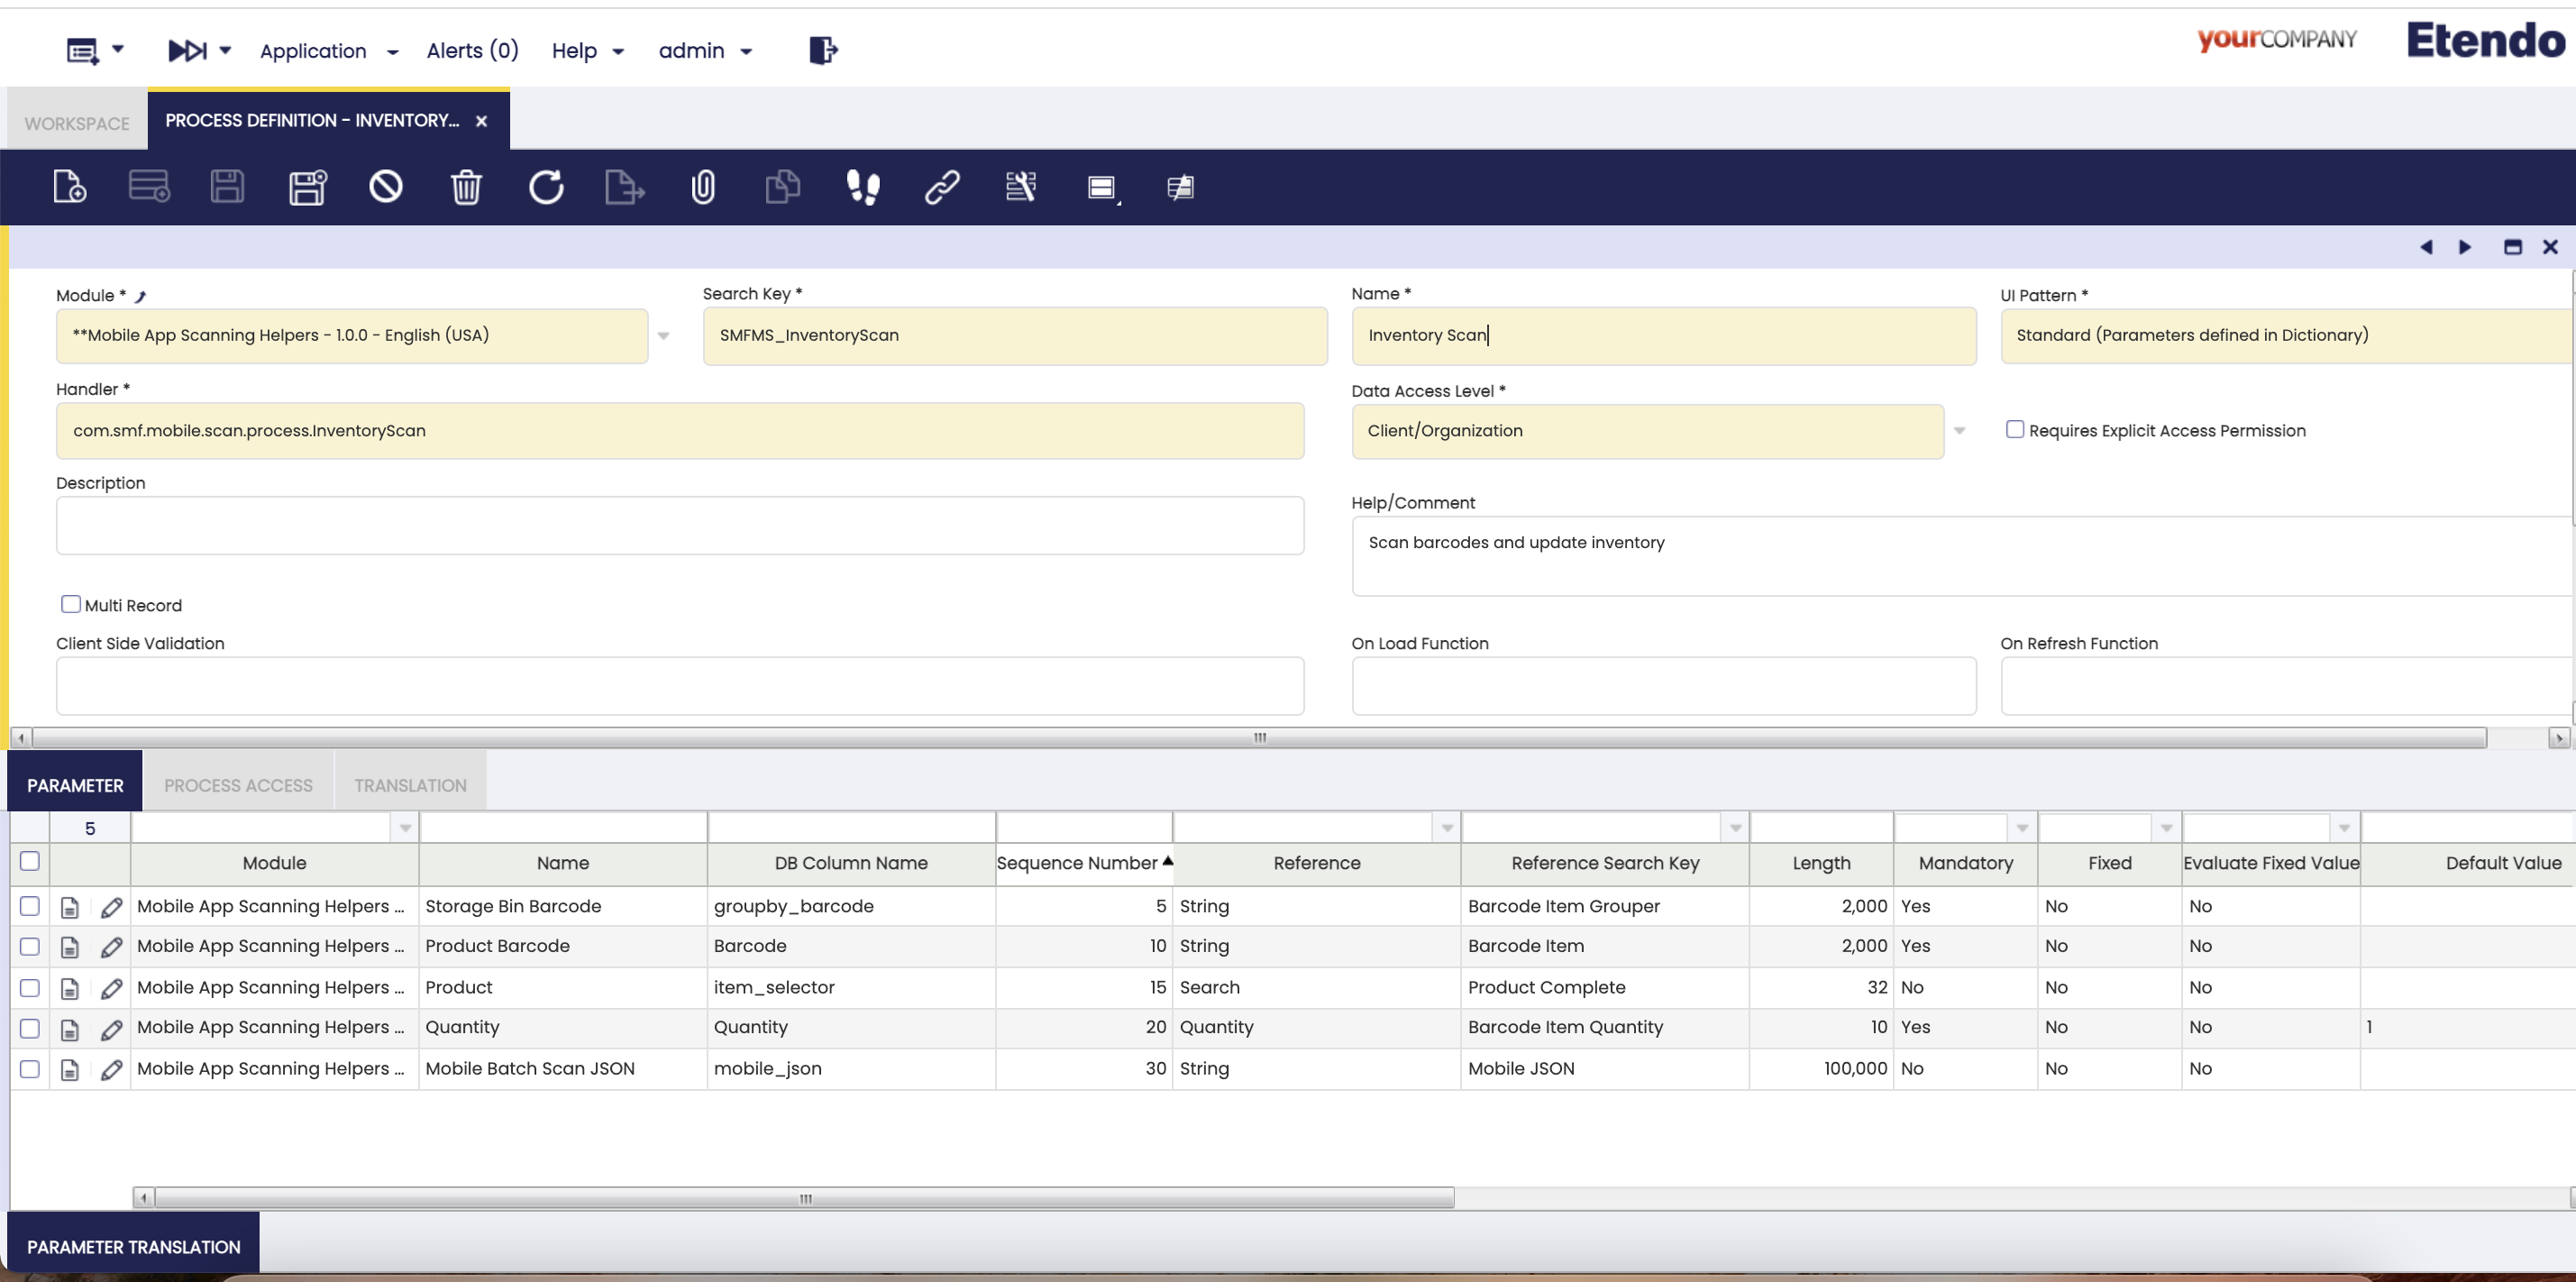 Application
Alerts (0)
Help
admin
yourCOMPANY
Etendo
WORKSPACE
PROCESS DEFINITION - INVENTORY...
Module *
Search Key *
Name *
UI Pattern *
**Mobile App Scanning Helpers - 1.0.0 - English (USA)
SMFMS_InventoryScan
Inventory Scan
Standard (Parameters defined in Dictionary)
Handler *
Data Access Level *
com.smf.mobile.scan.process.InventoryScan
Client/Organization
Requires Explicit Access Permission
Description
Help/Comment
Scan barcodes and update inventory
Multi Record
Client Side Validation
On Load Function
On Refresh Function
PARAMETER
PROCESS ACCESS
TRANSLATION
5
Module Name DB Column Name Sequence Number Reference Reference Search Key Length Mandatory Fixed Evaluate Fixed Value Default Value
Mobile App Scanning Helpers ... Storage Bin Barcode groupby_barcode 5 String Barcode Item Grouper 2,000 Yes No No
Mobile App Scanning Helpers ... Product Barcode Barcode 10 String Barcode Item 2,000 Yes No No
Mobile App Scanning Helpers ... Product item_selector 15 Search Product Complete 32 No No No
Mobile App Scanning Helpers ... Quantity Quantity 20 Quantity Barcode Item Quantity 10 Yes No No 1
Mobile App Scanning Helpers ... Mobile Batch Scan JSON mobile_json 30 String Mobile JSON 100,000 No No No
PARAMETER TRANSLATION